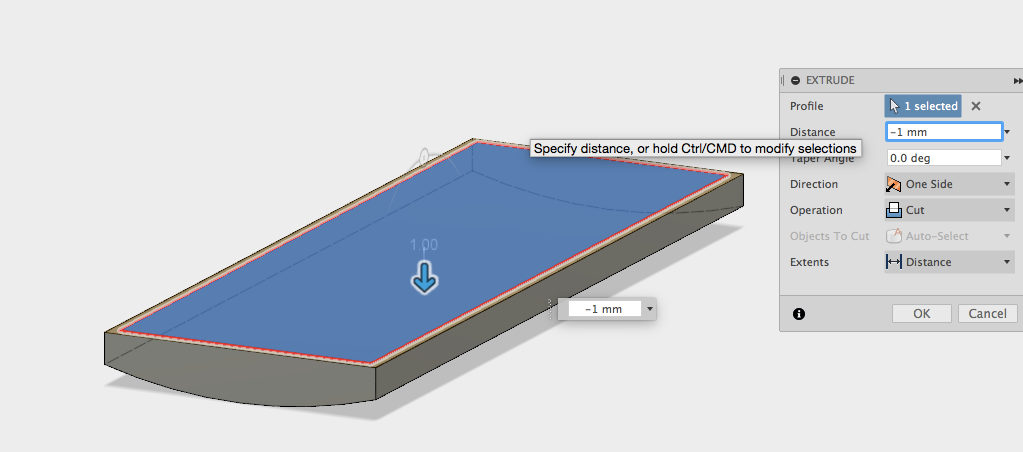 EXTRUDE
Profile 1 selected
Distance -1 mm
Specify distance, or hold Ctrl/CMD to modify selections
Taper Angle 0.0 deg
Direction One Side
Operation Cut
Objects To Cut Auto-Select
Extents Distance
1.00
-1 mm
OK Cancel